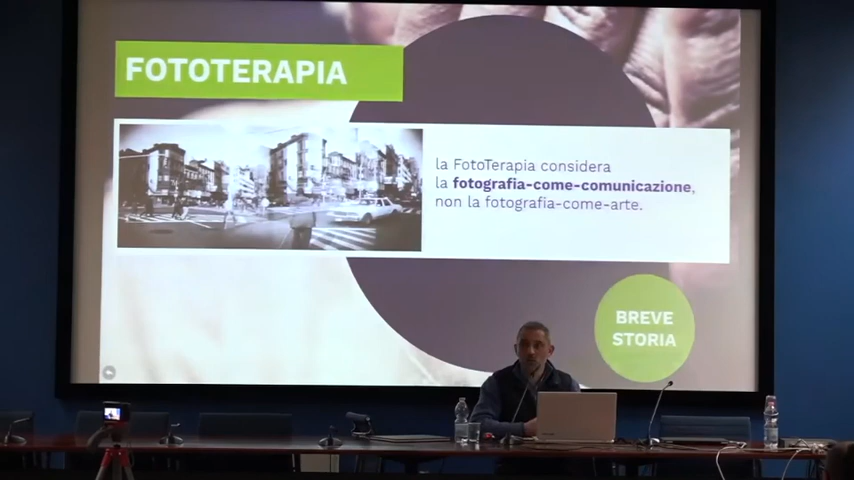 FOTOTERAPIA
la FotoTerapia considera
la fotografia-come-comunicazione,
non la fotografia-come-arte.
BREVE
STORIA